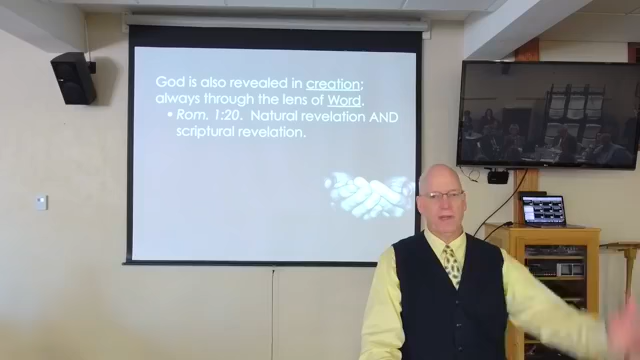 God is also revealed in creation;
always through the lens of Word.
▪ Rom. 1:20. Natural revelation AND
scriptural revelation.